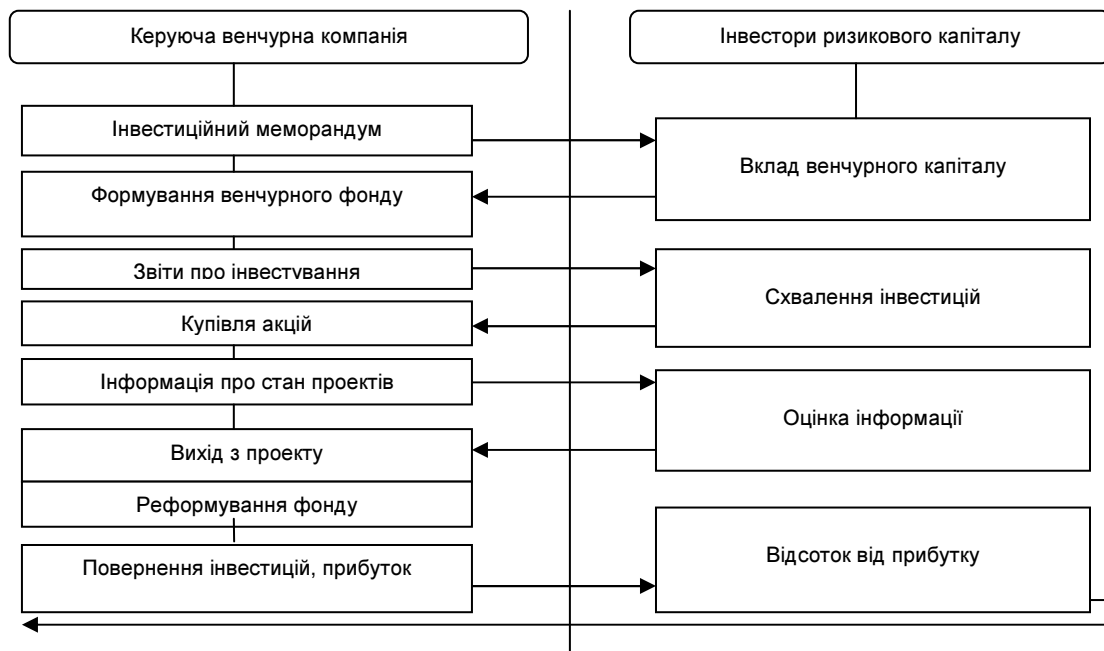 Керуюча венчурна компанія
Інвестори ризикового капіталу
Інвестиційний меморандум
Вклад венчурного капіталу
Формування венчурного фонду
Звіти про інвестування
Схвалення інвестицій
Купівля акцій
Інформація про стан проектів
Оцінка інформації
Вихід з проекту
Реформування фонду
Повернення інвестицій, прибуток
Відсоток від прибутку